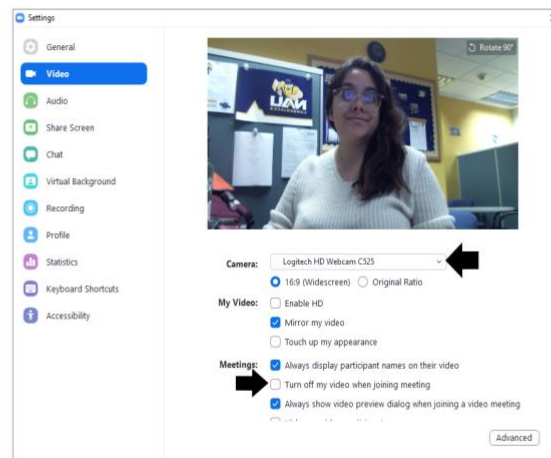 Settings
General
Video
Audio
Share Screen
Chat
Virtual Background
Recording
Profile
Statistics
Keyboard Shortcuts
Accessibility
Rotate 90°
Camera: Logitech HD Webcam C525
16:9 (Widescreen) Original Ratio
My Video: Enable HD
Mirror my video
Touch up my appearance
Meetings: Always display participant names on their video
Turn off my video when joining meeting
Always show video preview dialog when joining a video meeting
Advanced